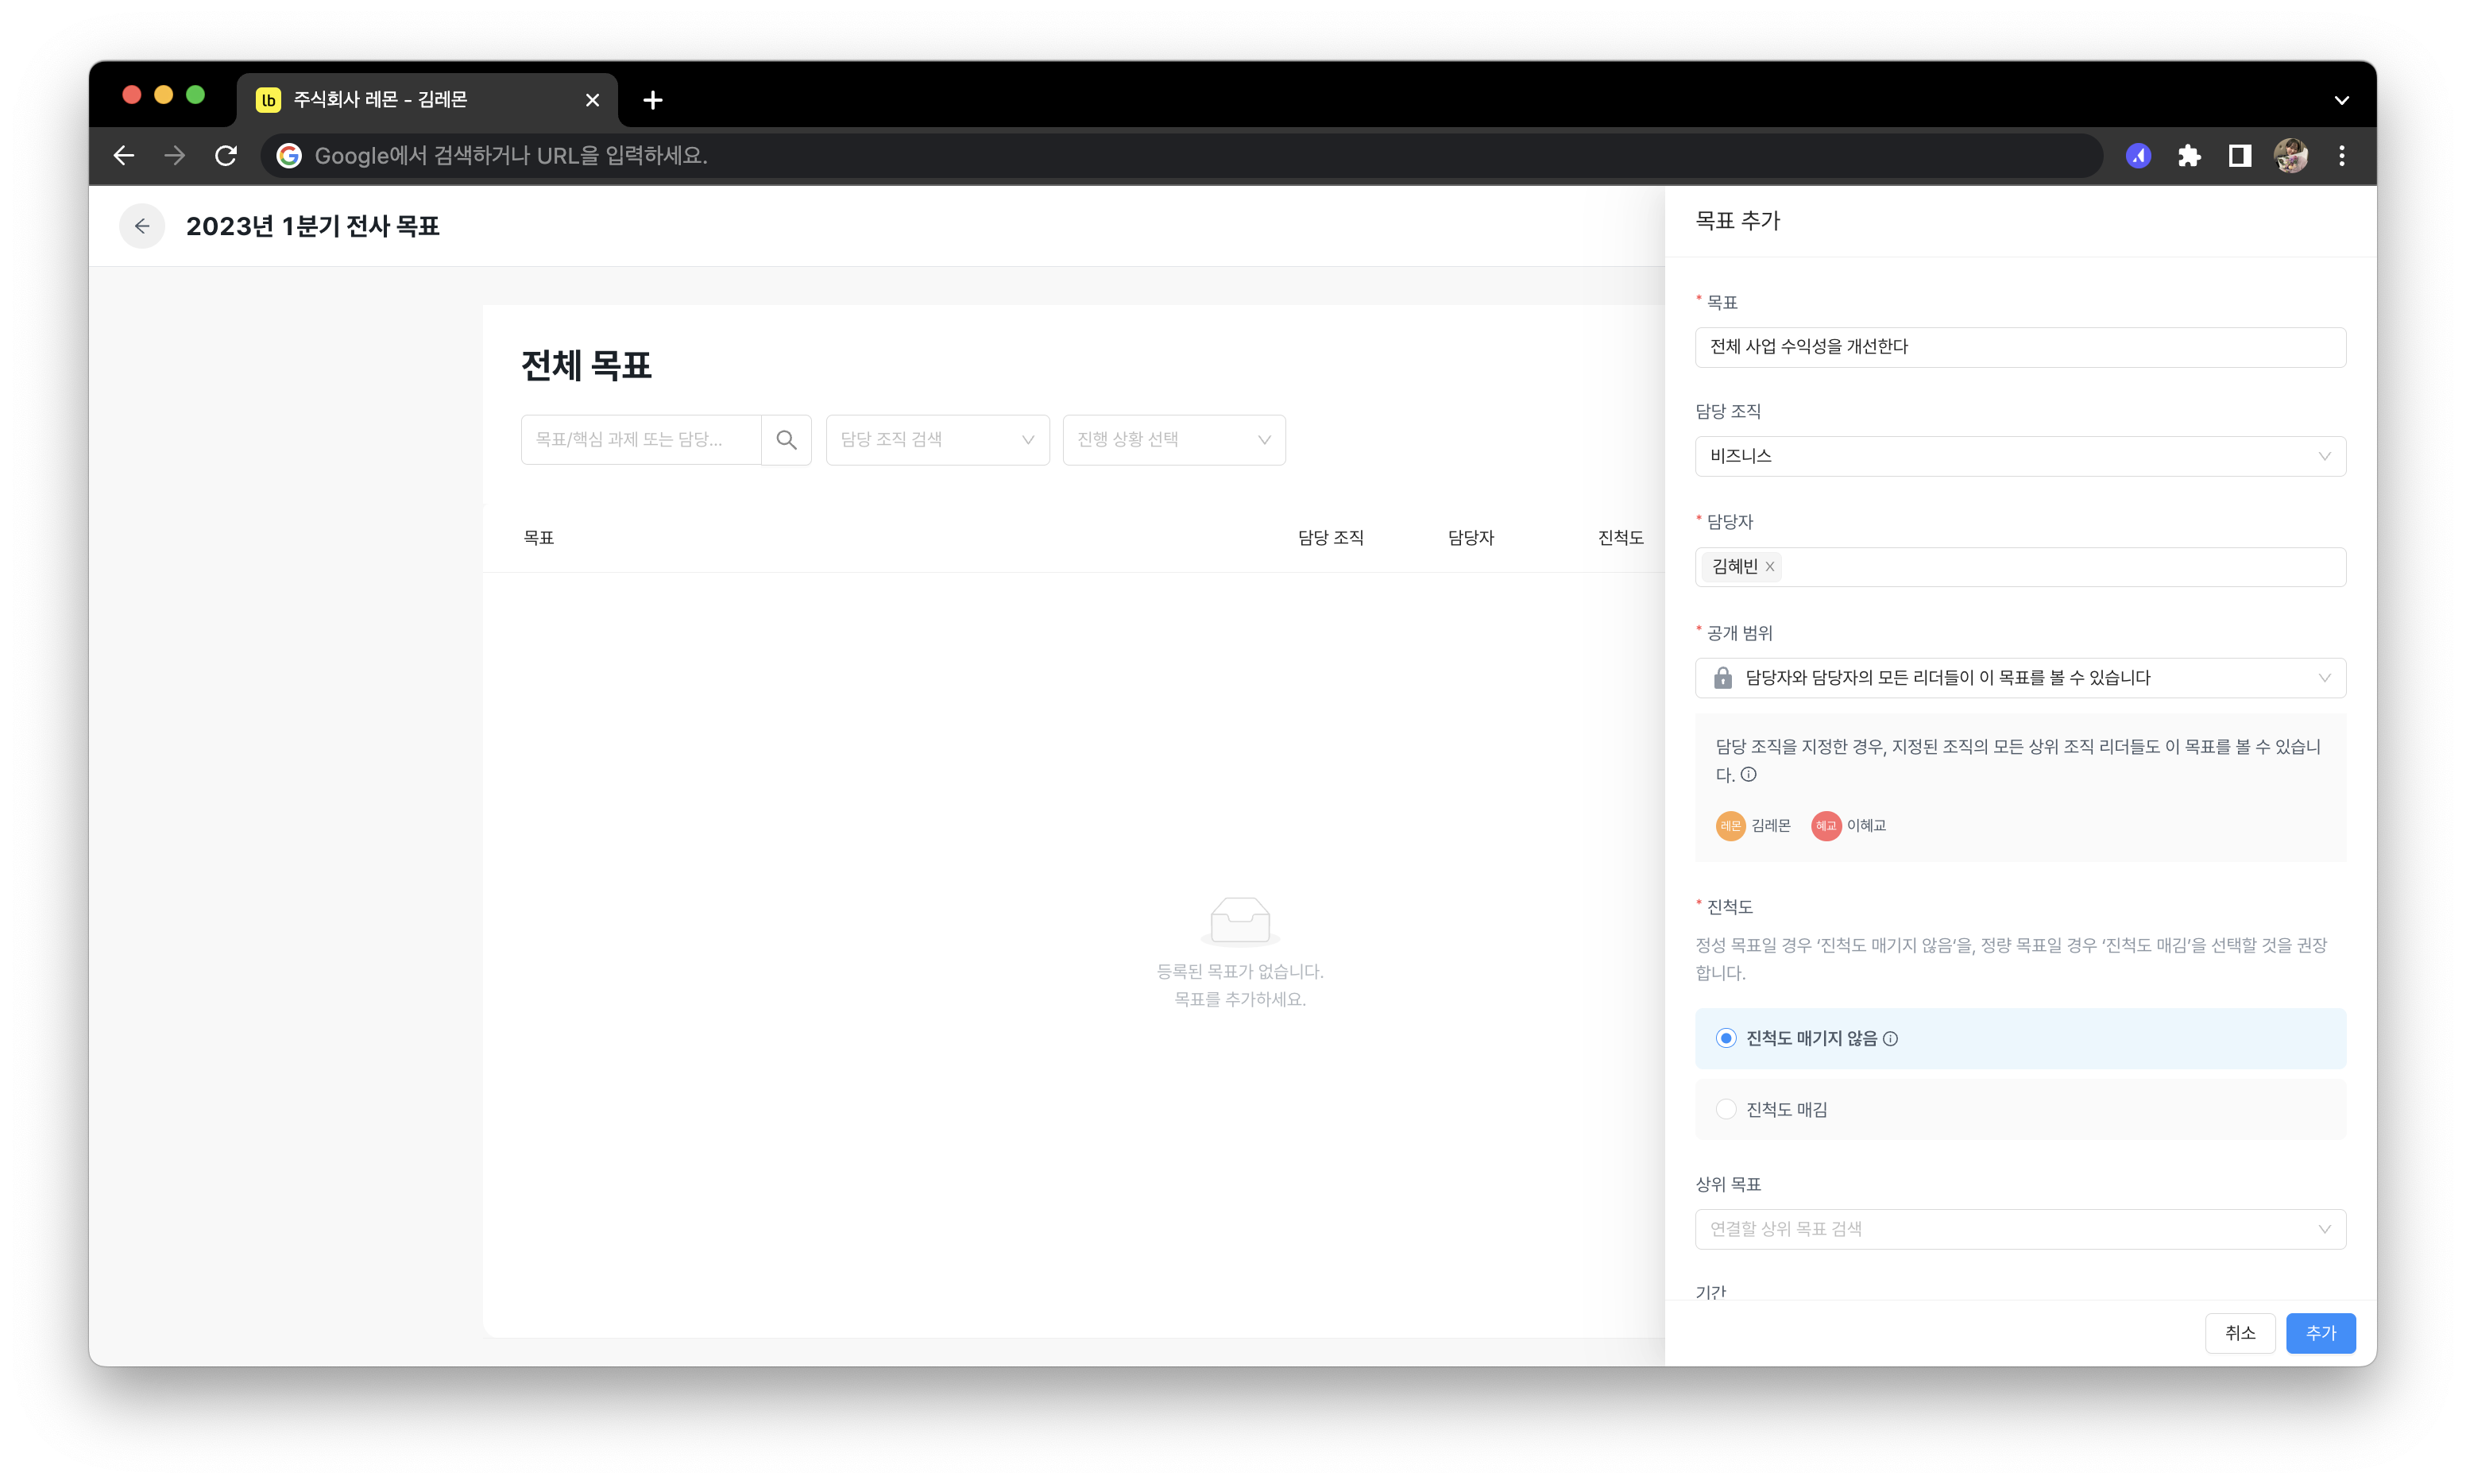 lb 주식회사 레몬 - 김레몬
Google에서 검색하거나 URL을 입력하세요.
2023년 1분기 전사 목표
전체 목표
목표/핵심 과제 또는 담당...
담당 조직 검색
진행 상황 선택
목표 담당 조직 담당자 진척도
등록된 목표가 없습니다.
목표를 추가하세요.
목표 추가
* 목표
전체 사업 수익성을 개선한다
담당 조직
비즈니스
* 담당자
김혜빈
* 공개 범위
담당자와 담당자의 모든 리더들이 이 목표를 볼 수 있습니다
담당 조직을 지정한 경우, 지정된 조직의 모든 상위 조직 리더들도 이 목표를 볼 수 있습니
다.
레몬 김레몬 혜교 이혜교
* 진척도
정성 목표일 경우 ‘진척도 매기지 않음‘을, 정량 목표일 경우 ‘진척도 매김’을 선택할 것을 권장
합니다.
진척도 매기지 않음
진척도 매김
상위 목표
연결할 상위 목표 검색
기간
취소 추가